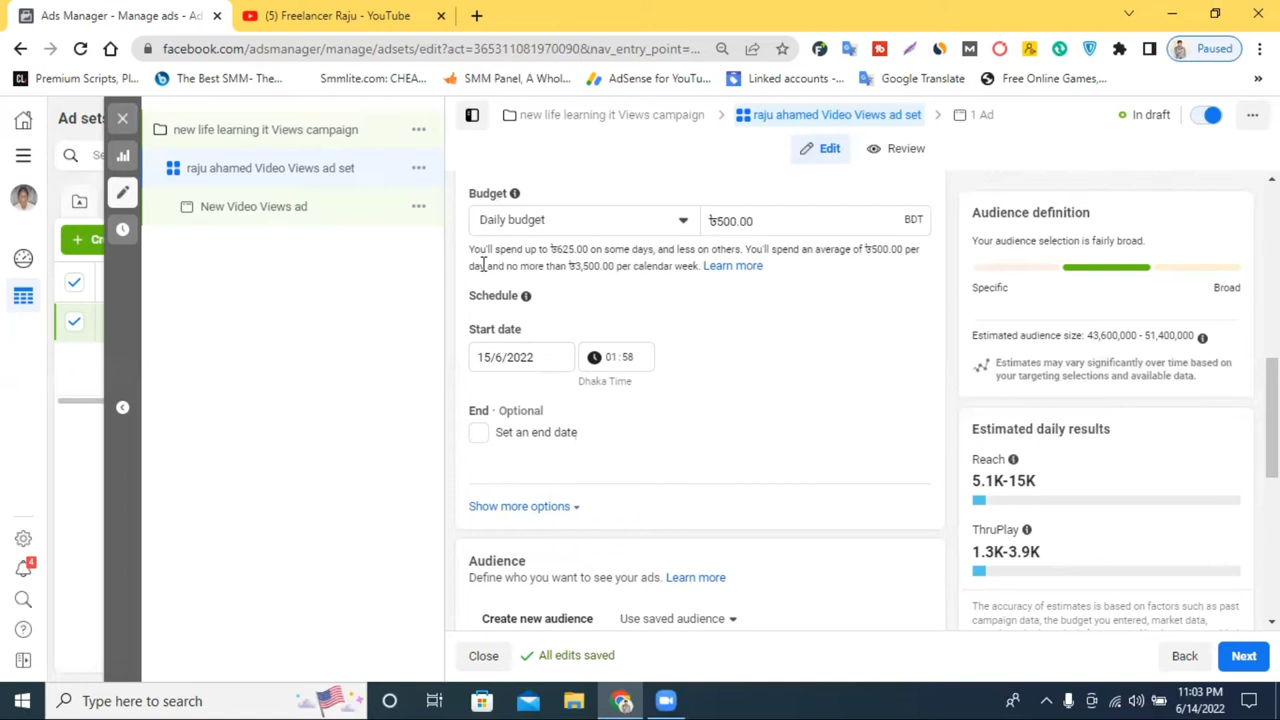 Ads Manager - Manage ads - Ad
(5) Freelancer Raju - YouTube
facebook.com/adsmanager/manage/adsets/edit?act=365311081970090&nav_entry_point=...
Paused
Premium Scripts, Pl...
The Best SMM- The...
Smmlite.com: CHEA...
SMM Panel, A Whol...
AdSense for YouTu...
Linked accounts -...
Google Translate
Free Online Games,...
»
Ad sets
new life learning it Views campaign
raju ahamed Video Views ad set
New Video Views ad
new life learning it Views campaign
raju ahamed Video Views ad set
1 Ad
In draft
Edit
Review
Budget
Daily budget
৳500.00
BDT
You'll spend up to ৳625.00 on some days, and less on others. You'll spend an average of ৳500.00 per
day and no more than ৳3,500.00 per calendar week. Learn more
Schedule
Start date
15/6/2022
01:58
Dhaka Time
End · Optional
Set an end date
Show more options
Audience
Define who you want to see your ads. Learn more
Create new audience
Use saved audience
Audience definition
Your audience selection is fairly broad.
Specific
Broad
Estimated audience size: 43,600,000 - 51,400,000
Estimates may vary significantly over time based on
your targeting selections and available data.
Estimated daily results
Reach
5.1K-15K
ThruPlay
1.3K-3.9K
The accuracy of estimates is based on factors such as past
campaign data, the budget you entered, market data,
Close
All edits saved
Back
Next
4
Type here to search
11:03 PM
6/14/2022